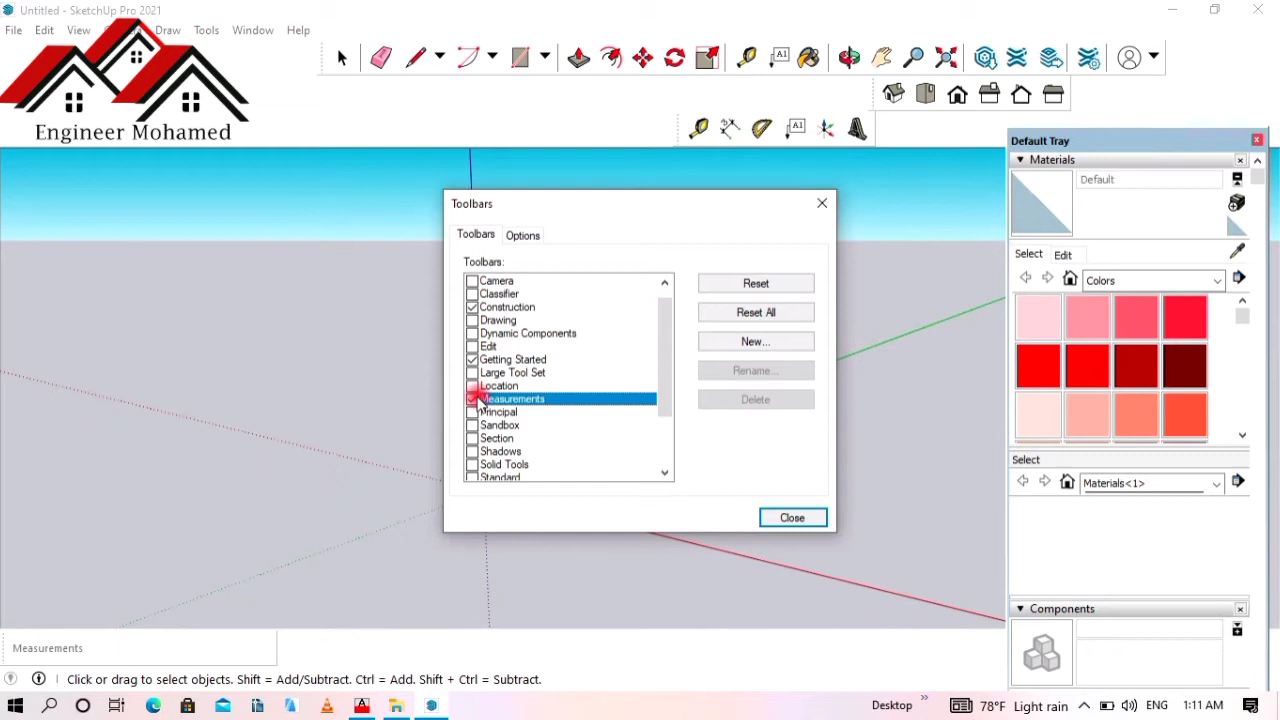 Untitled - SketchUp Pro 2021
File Edit View Draw Tools Window Help
Engineer Mohamed
A1
A1
Default Tray
Materials
Default
Select Edit
Colors
Select
Materials<1>
Components
Toolbars
Toolbars Options
Toolbars:
Camera
Classifier
Construction
Drawing
Dynamic Components
Edit
Getting Started
Large Tool Set
Location
Measurements
Principal
Sandbox
Section
Shadows
Solid Tools
Standard
Reset
Reset All
New...
Rename...
Delete
Close
Measurements
Click or drag to select objects. Shift = Add/Subtract. Ctrl = Add. Shift + Ctrl = Subtract.
Desktop
78°F Light rain
ENG
1:11 AM